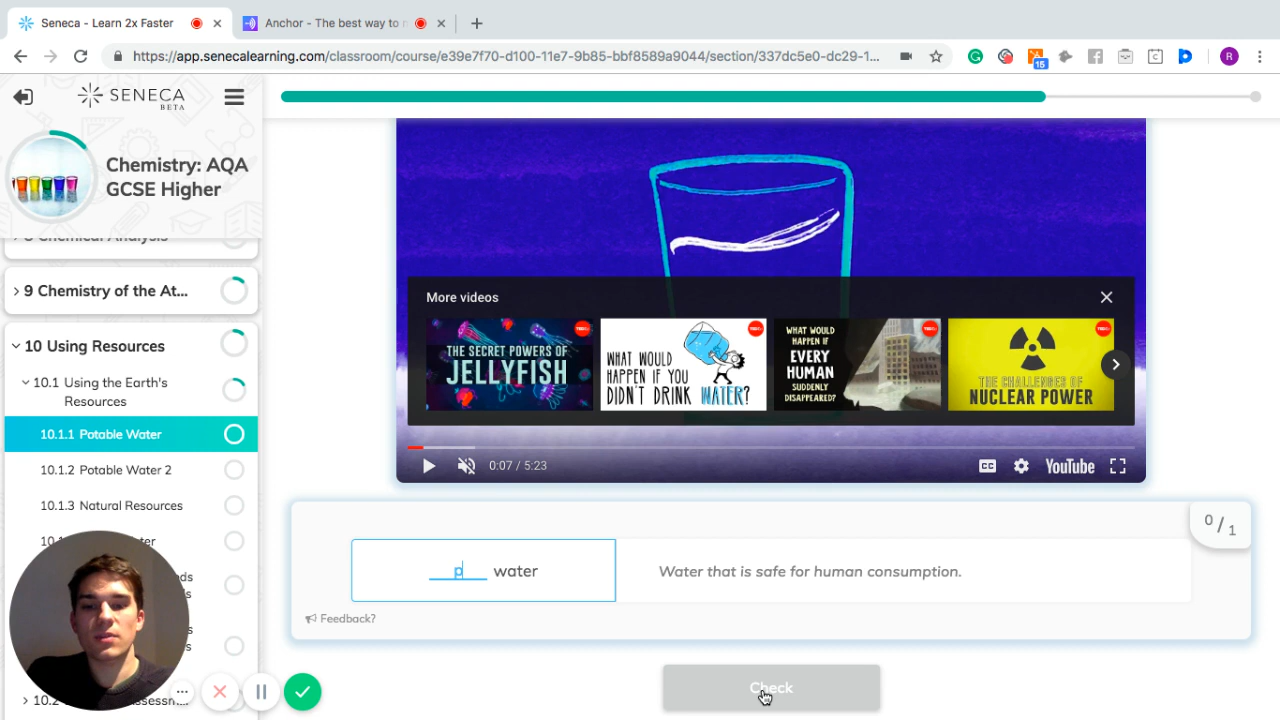 Seneca - Learn 2x Faster
Anchor - The best way to
https://app.senecalearning.com/classroom/course/e39e7f70-d100-11e7-9b85-bbf8589a9044/section/337dc5e0-dc29-1...
15
R
SENECA
BETA
Chemistry: AQA
GCSE Higher
9 Chemistry of the At...
10 Using Resources
10.1 Using the Earth's
Resources
10.1.1 Potable Water
10.1.2 Potable Water 2
10.1.3 Natural Resources
More videos
THE SECRET POWERS OF
JELLYFISH
WHAT WOULD
HAPPEN IF YOU
DIDN'T DRINK WATER?
WHAT WOULD
HAPPEN IF
EVERY
HUMAN
SUDDENLY
DISAPPEARED?
THE CHALLENGES OF
NUCLEAR POWER
0:07 / 5:23
CC
YouTube
0 / 1
p water
Water that is safe for human consumption.
Feedback?
Check